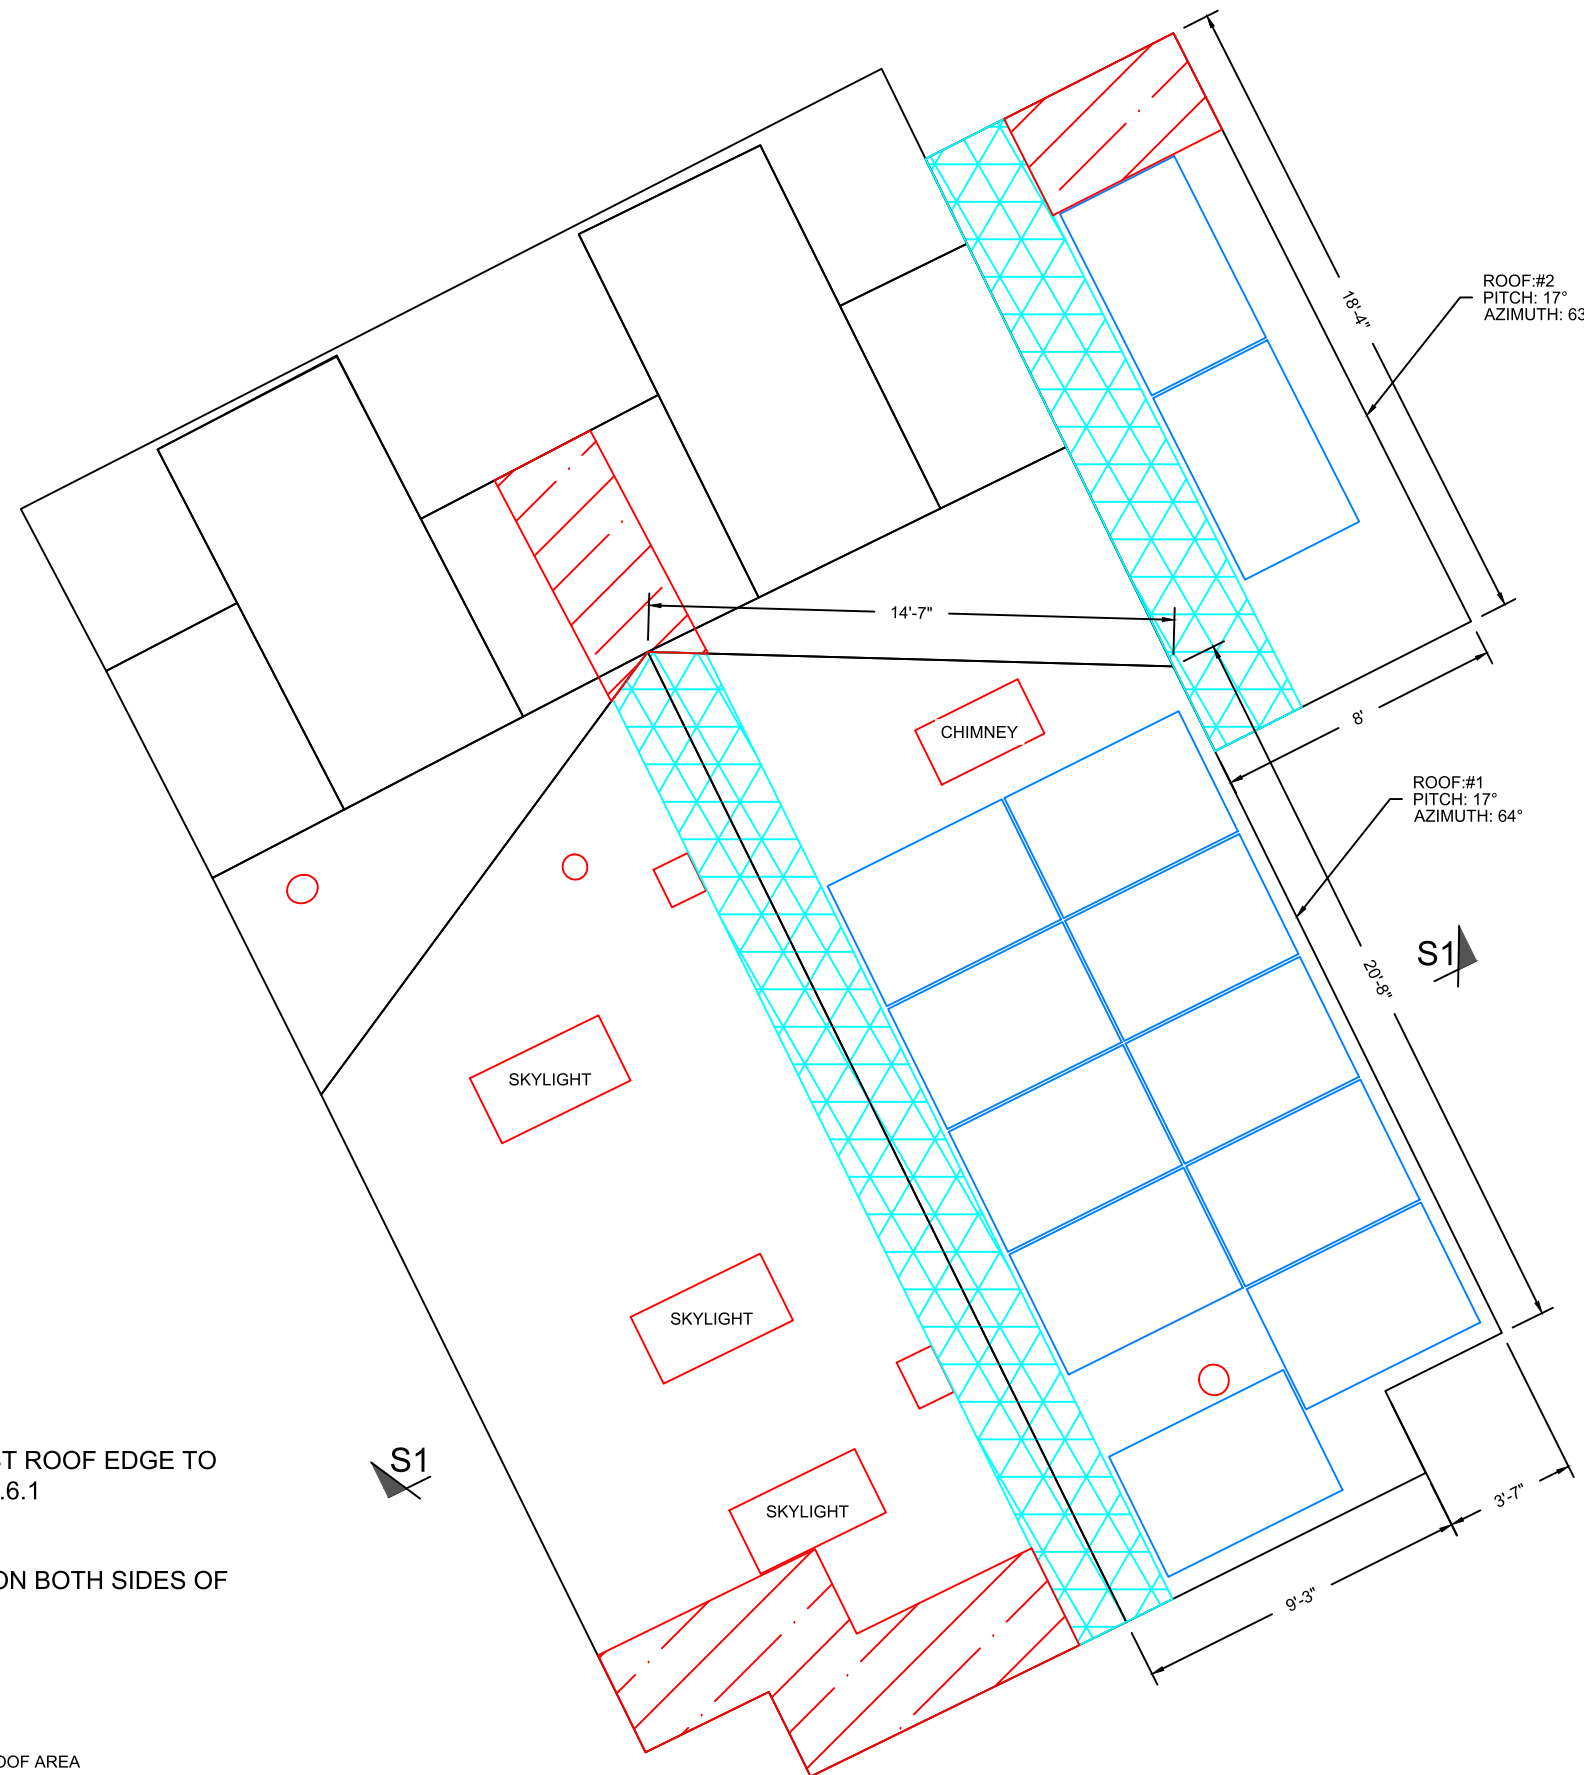 18'-4"
ROOF:#2
PITCH: 17°
AZIMUTH: 63
14'-7"
8'
CHIMNEY
ROOF:#1
PITCH: 17°
AZIMUTH: 64°
S1
20'-8"
SKYLIGHT
SKYLIGHT
S1
T ROOF EDGE TO
.6.1
3'-7"
SKYLIGHT
ON BOTH SIDES OF
9'-3"
OOF AREA